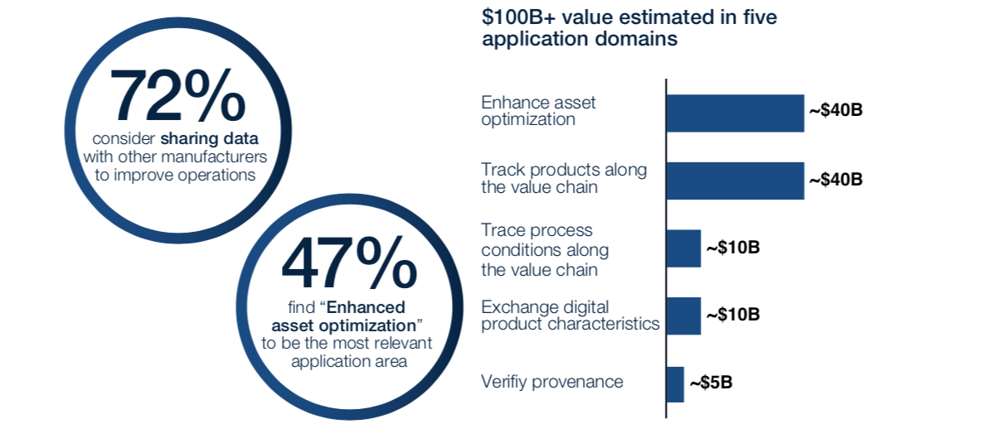 72%
consider sharing data
with other manufacturers
to improve operations
47%
find “Enhanced
asset optimization”
to be the most relevant
application area
$100B+ value estimated in five
application domains
Enhance asset
optimization
~$40B
Track products along
the value chain
~$40B
Trace process
conditions along
the value chain
~$10B
Exchange digital
product characteristics
~$10B
Verifiy provenance
~$5B